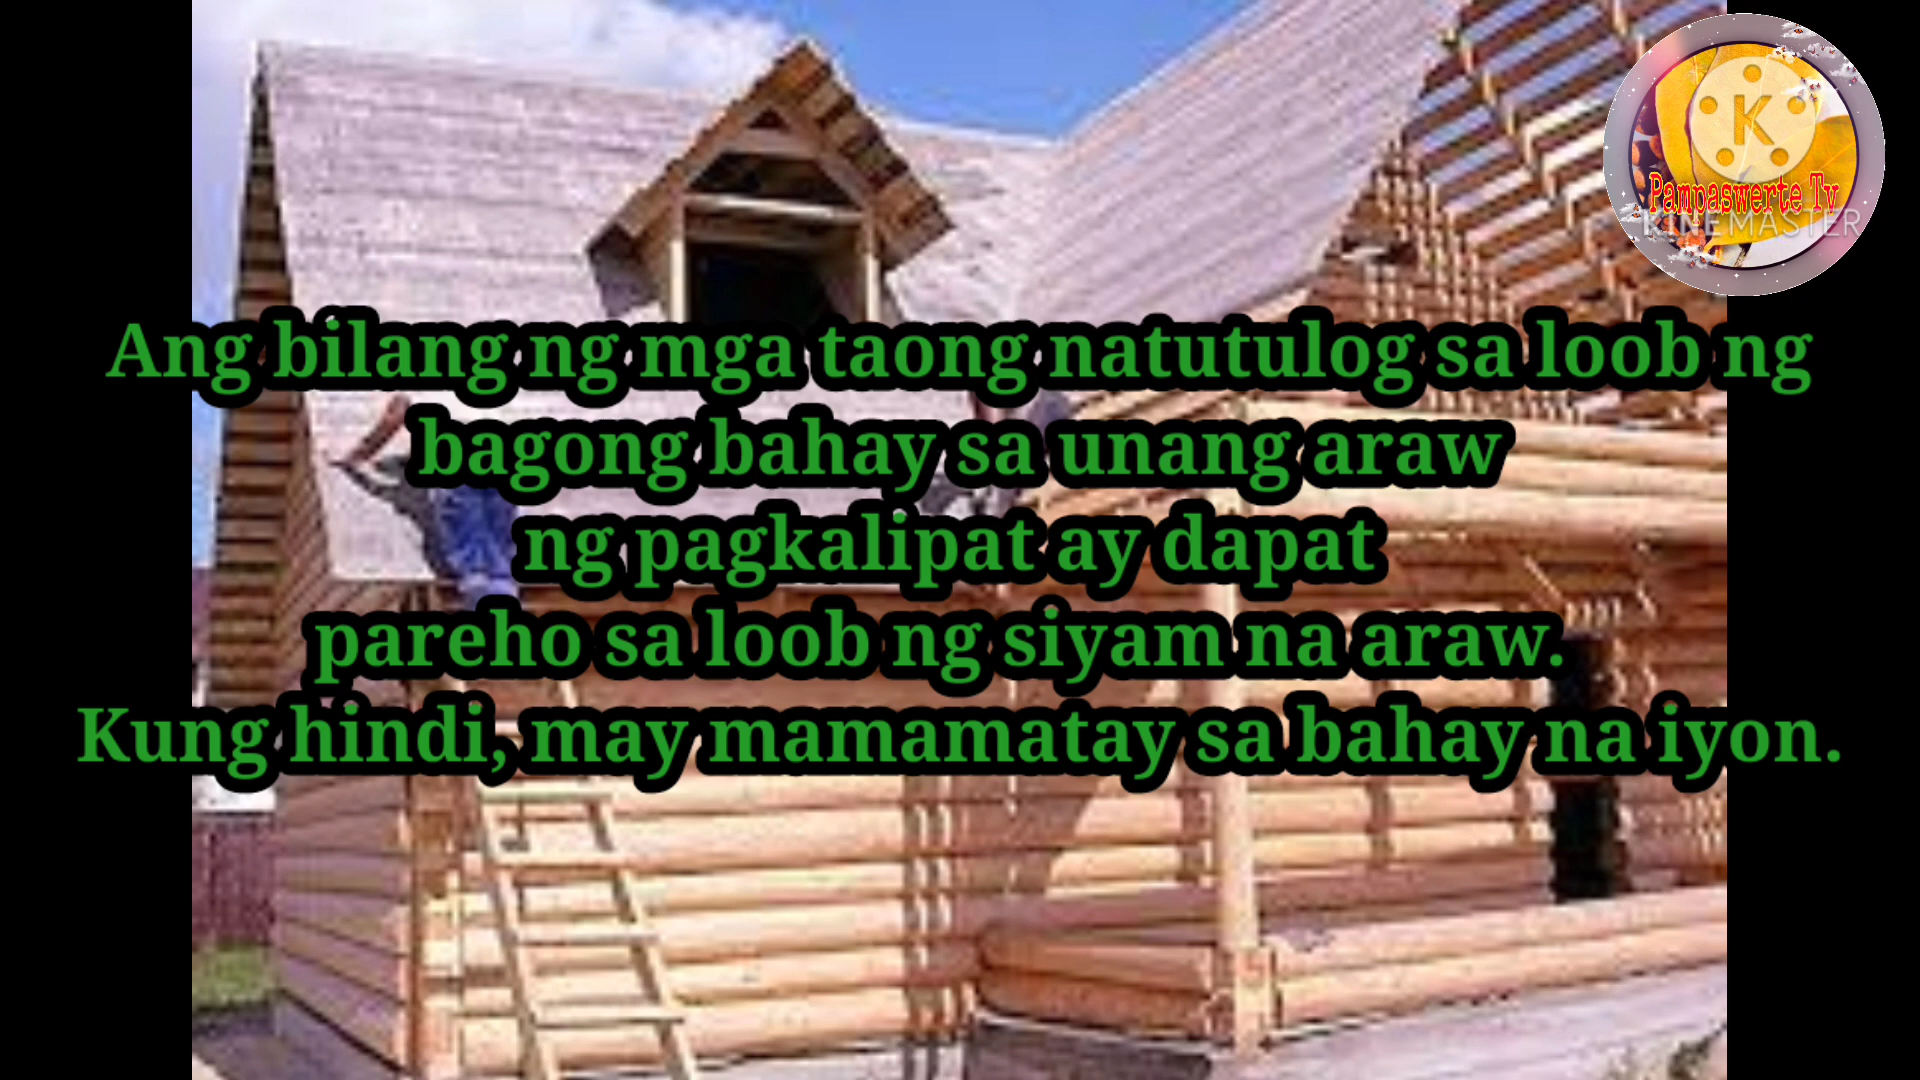 K
Pampaswerte Tv
KINEMASTER
Ang bilang ng mga taong natutulog sa loob ng
bagong bahay sa unang araw
ng pagkalipat ay dapat
pareho sa loob ng siyam na araw.
Kung hindi, may mamamatay sa bahay na iyon.